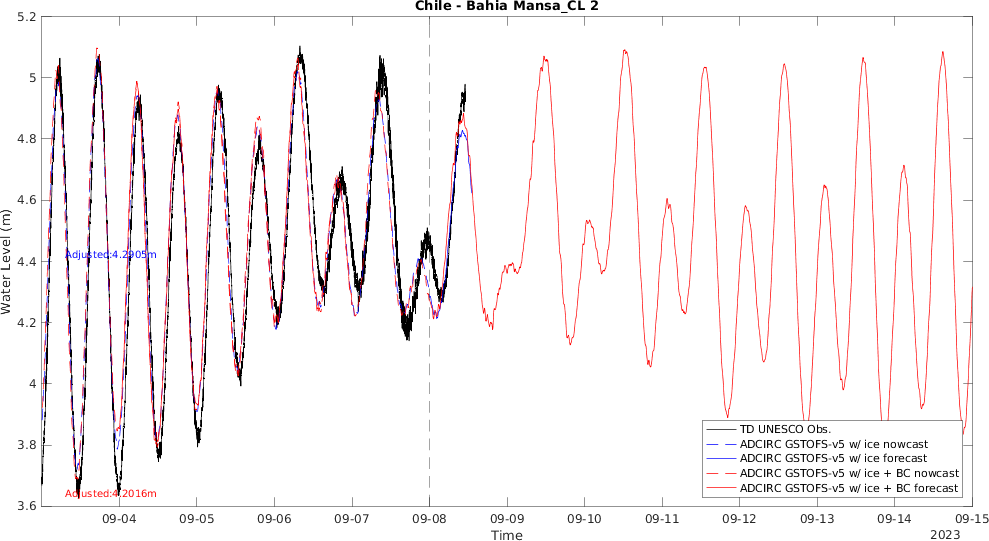 Chile - Bahia Mansa_CL 2
5.2
5
4.8
4.6
4.4
4.2
4
3.8
3.6
Water Level (m)
Adjusted:4.2905m
Adjusted:4.2016m
TD UNESCO Obs.
ADCIRC GSTOFS-v5 w/ ice nowcast
ADCIRC GSTOFS-v5 w/ ice forecast
ADCIRC GSTOFS-v5 w/ ice + BC nowcast
ADCIRC GSTOFS-v5 w/ ice + BC forecast
09-04 09-05 09-06 09-07 09-08 09-09 09-10 09-11 09-12 09-13 09-14 09-15
Time
2023